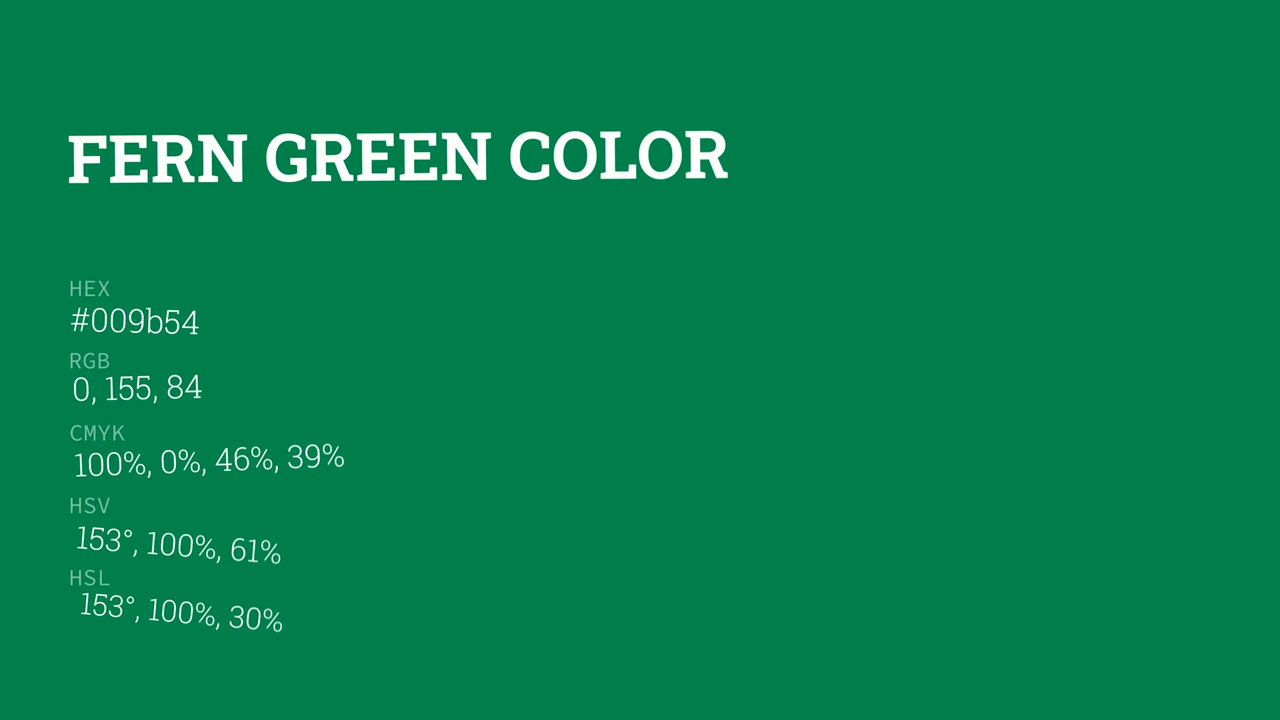 FERN GREEN COLOR
HEX
#009b54
RGB
0, 155, 84
CMYK
100%, 0%, 46%, 39%
HSV
153°, 100%, 61%
HSL
153°, 100%, 30%